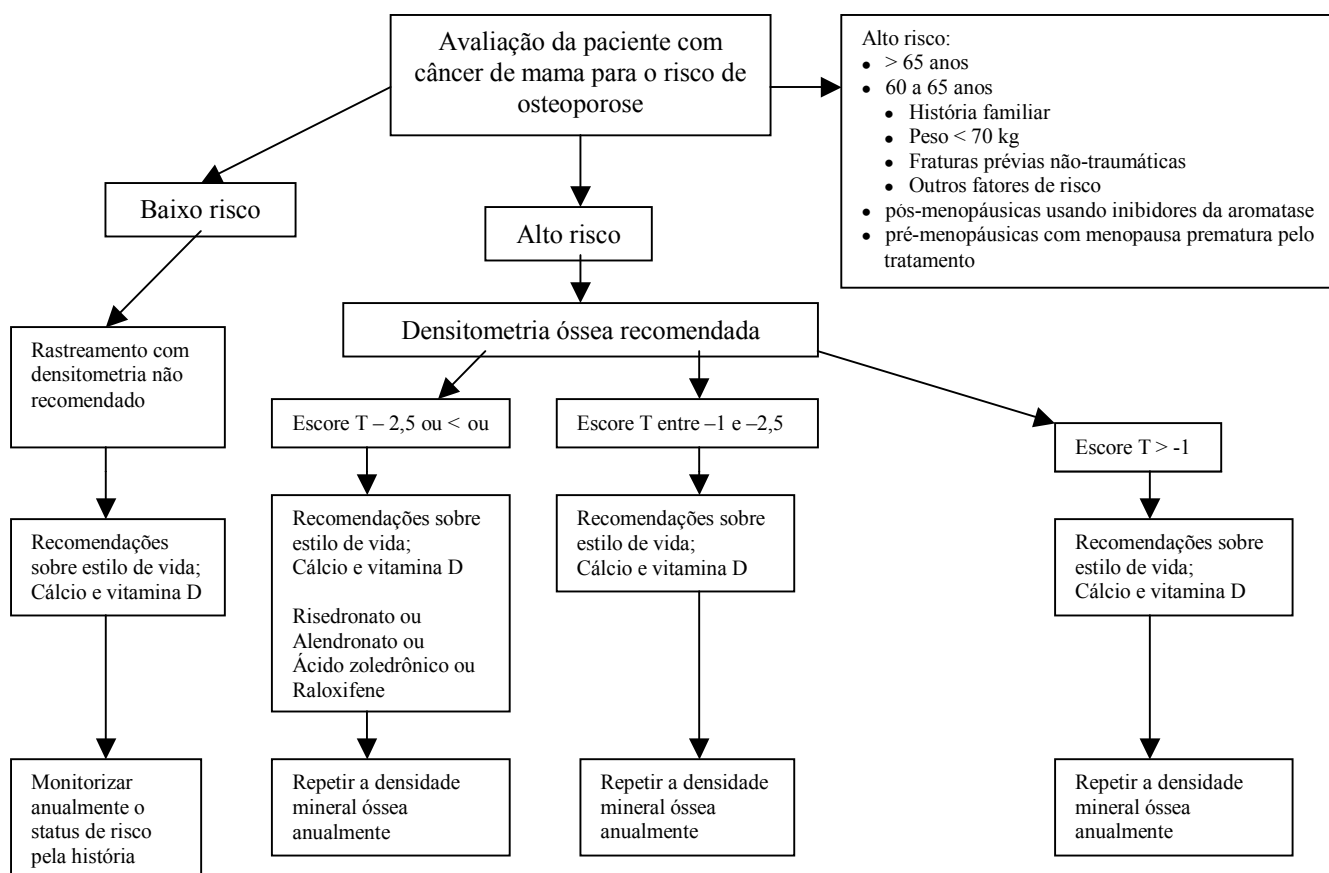 Avaliação da paciente com
câncer de mama para o risco de
osteoporose
Alto risco:
• > 65 anos
• 60 a 65 anos
• História familiar
• Peso < 70 kg
• Fraturas prévias não-traumáticas
• Outros fatores de risco
• pós-menopáusicas usando inibidores da aromatase
• pré-menopáusicas com menopausa prematura pelo
tratamento
Baixo risco
Alto risco
Densitometria óssea recomendada
Rastreamento com
densitometria não
recomendado
Escore T – 2,5 ou < ou
Escore T entre –1 e –2,5
Escore T > -1
Recomendações
sobre estilo de vida;
Cálcio e vitamina D
Recomendações sobre
estilo de vida;
Cálcio e vitamina D
Risedronato ou
Alendronato ou
Ácido zoledrônico ou
Raloxifene
Recomendações sobre
estilo de vida;
Cálcio e vitamina D
Recomendações sobre
estilo de vida;
Cálcio e vitamina D
Monitorizar
anualmente o
status de risco
pela história
Repetir a densidade
mineral óssea
anualmente
Repetir a densidade
mineral óssea
anualmente
Repetir a densidade
mineral óssea
anualmente